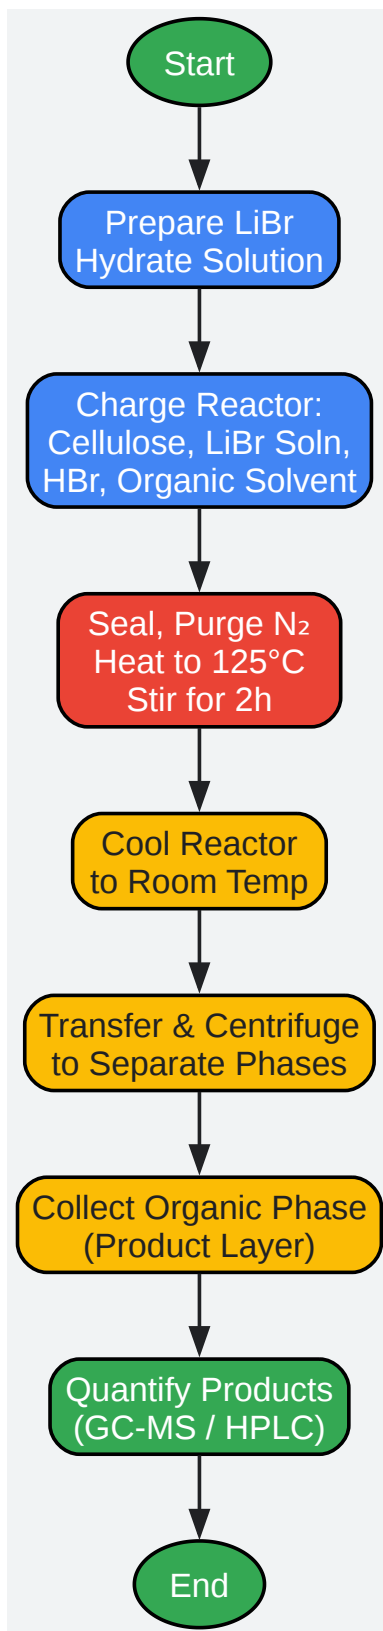 Start
Prepare LiBr
Hydrate Solution
Charge Reactor:
Cellulose, LiBr Soln,
HBr, Organic Solvent
Seal, Purge N₂
Heat to 125°C
Stir for 2h
Cool Reactor
to Room Temp
Transfer & Centrifuge
to Separate Phases
Collect Organic Phase
(Product Layer)
Quantify Products
(GC-MS / HPLC)
End